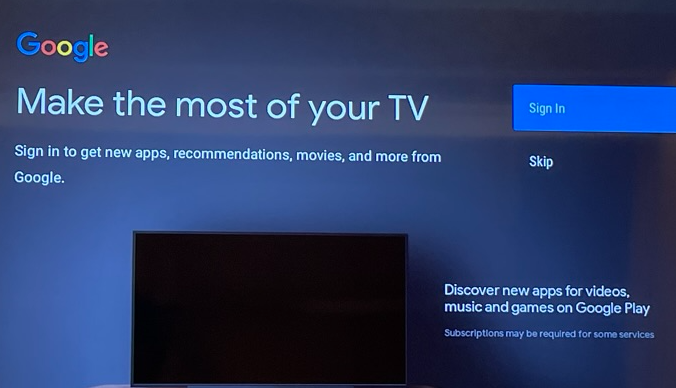 Google
Make the most of your TV
Sign in to get new apps, recommendations, movies, and more from
Google.
Sign In
Skip
Discover new apps for videos,
music and games on Google Play
Subscriptions may be required for some services